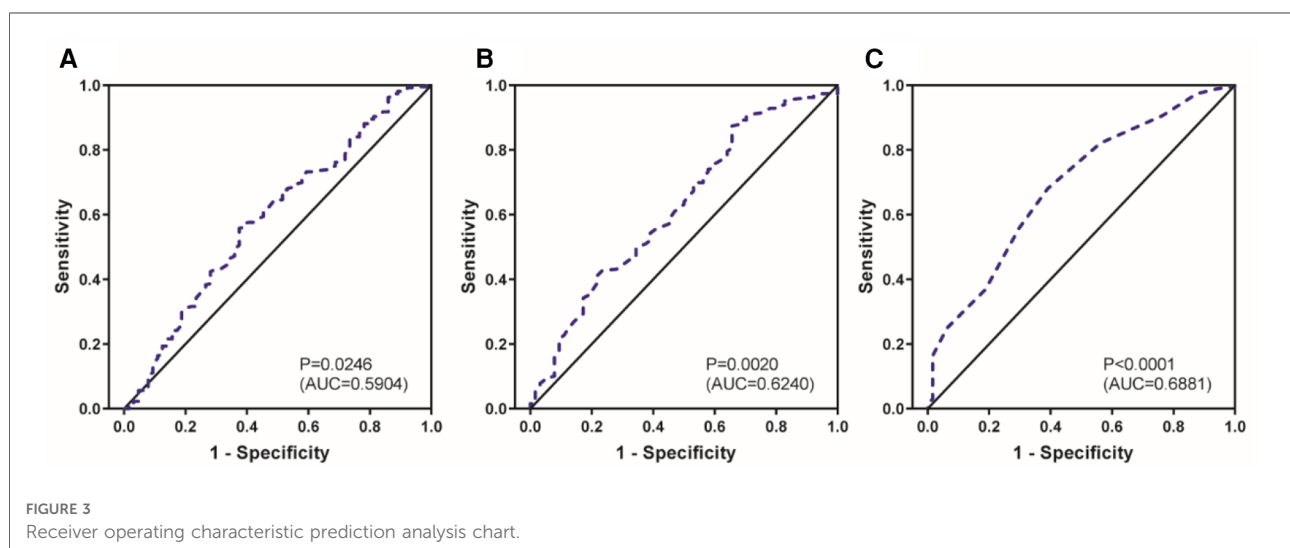 A
1.0
0.8
0.6
0.4
0.2
0.0
Sensitivity
P=0.0246
(AUC=0.5904)
0.0 0.2 0.4 0.6 0.8 1.0
1 - Specificity
B
1.0
0.8
0.6
0.4
0.2
0.0
Sensitivity
P=0.0020
(AUC=0.6240)
0.0 0.2 0.4 0.6 0.8 1.0
1 - Specificity
C
1.0
0.8
0.6
0.4
0.2
0.0
Sensitivity
P<0.0001
(AUC=0.6881)
0.0 0.2 0.4 0.6 0.8 1.0
1 - Specificity
FIGURE 3
Receiver operating characteristic prediction analysis chart.